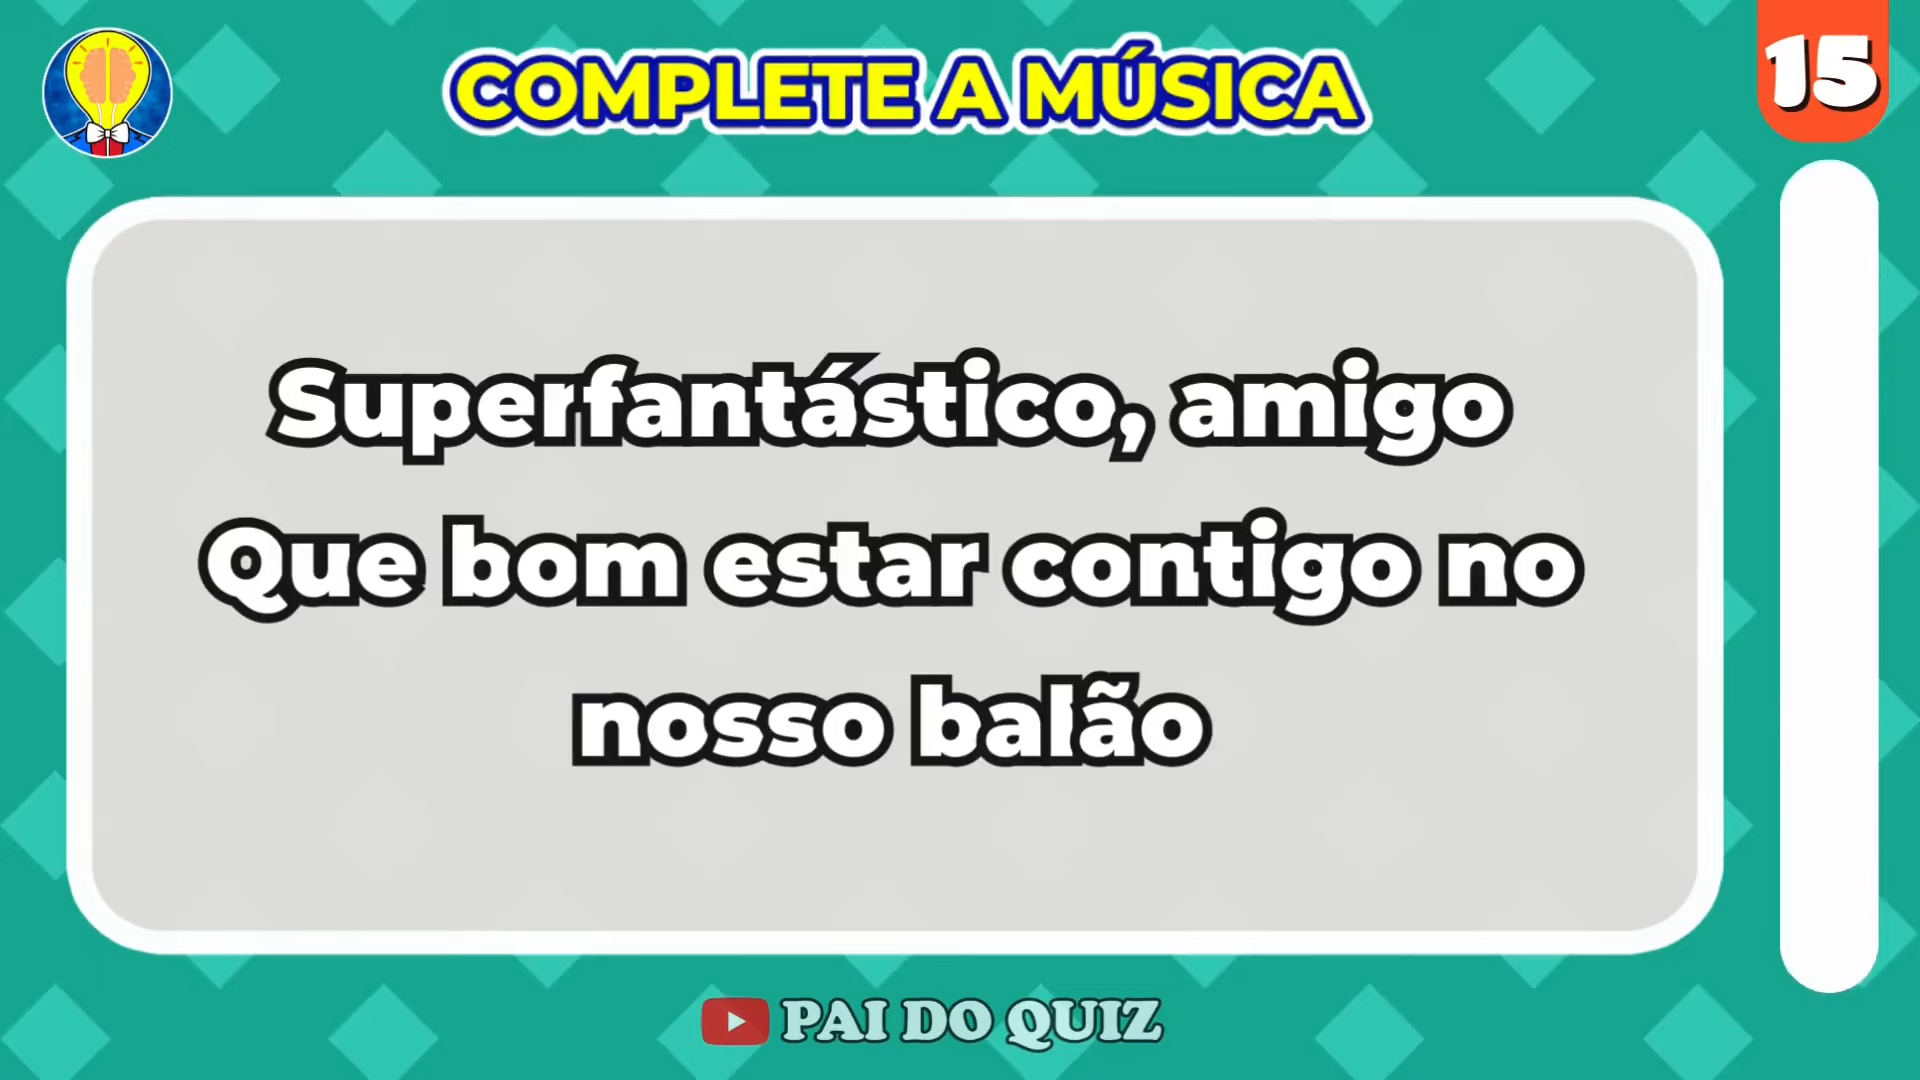 COMPLETE A MÚSICA
15
Superfantástico, amigo
Que bom estar contigo no
nosso balão
PAI DO QUIZ